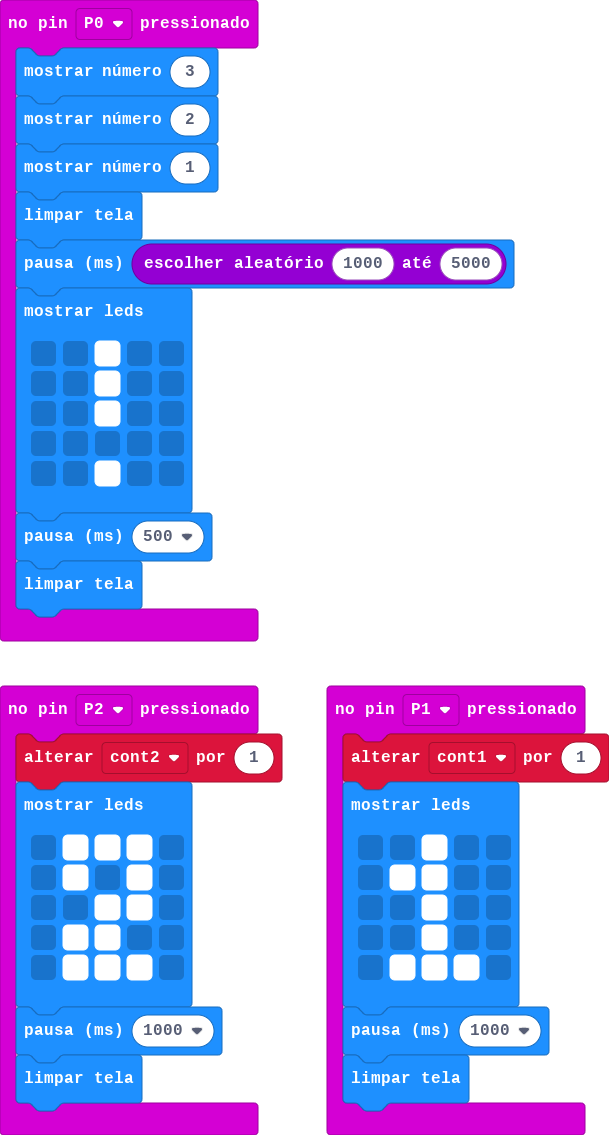 no pin P0 pressionado
mostrar número 3
mostrar número 2
mostrar número 1
limpar tela
pausa (ms) escolher aleatório 1000 até 5000
mostrar leds
pausa (ms) 500
limpar tela
no pin P2 pressionado
alterar cont2 por 1
mostrar leds
pausa (ms) 1000
limpar tela
no pin P1 pressionado
alterar cont1 por 1
mostrar leds
pausa (ms) 1000
limpar tela